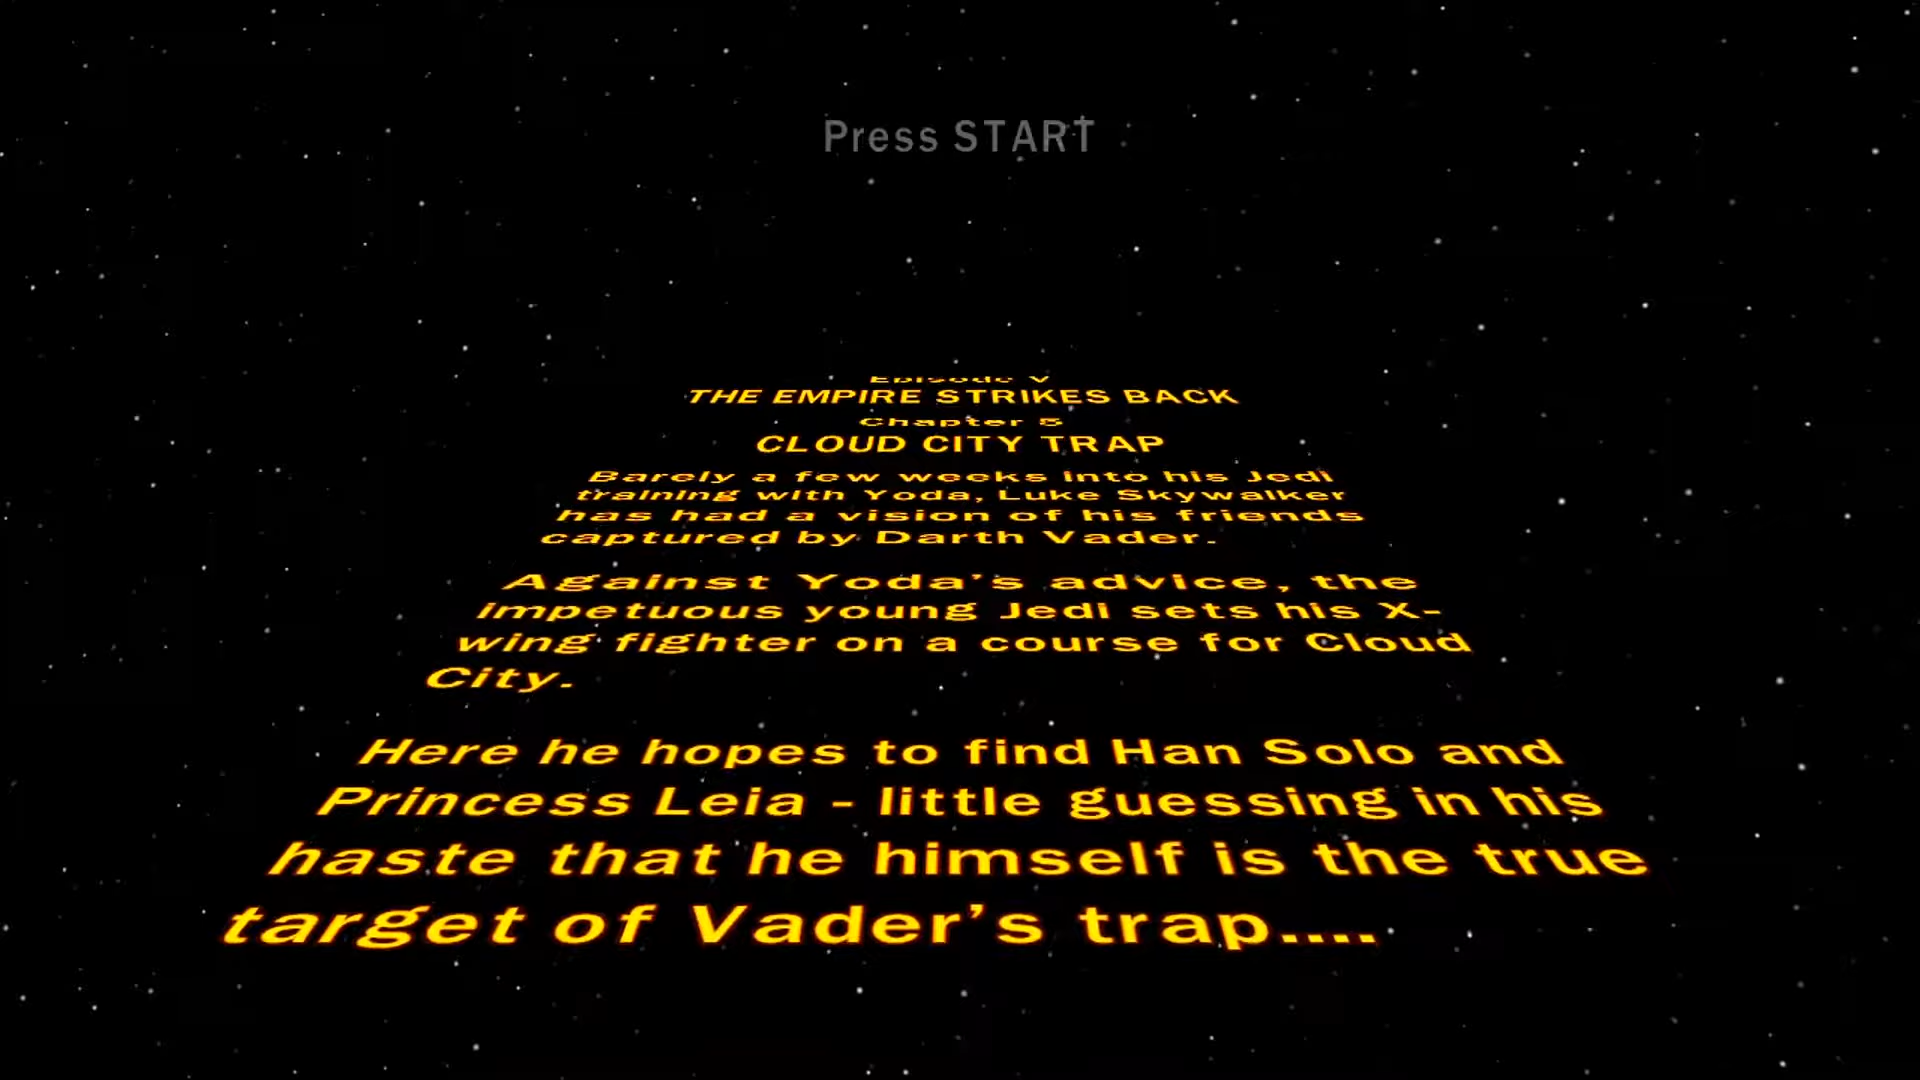 Press START
Episode V
THE EMPIRE STRIKES BACK
Chapter 5
CLOUD CITY TRAP
Barely a few weeks into his Jedi
training with Yoda, Luke Skywalker
has had a vision of his friends
captured by Darth Vader.
Against Yoda's advice, the
impetuous young Jedi sets his X-
wing fighter on a course for Cloud
City.
Here he hopes to find Han Solo and
Princess Leia - little guessing in his
haste that he himself is the true
target of Vader's trap....